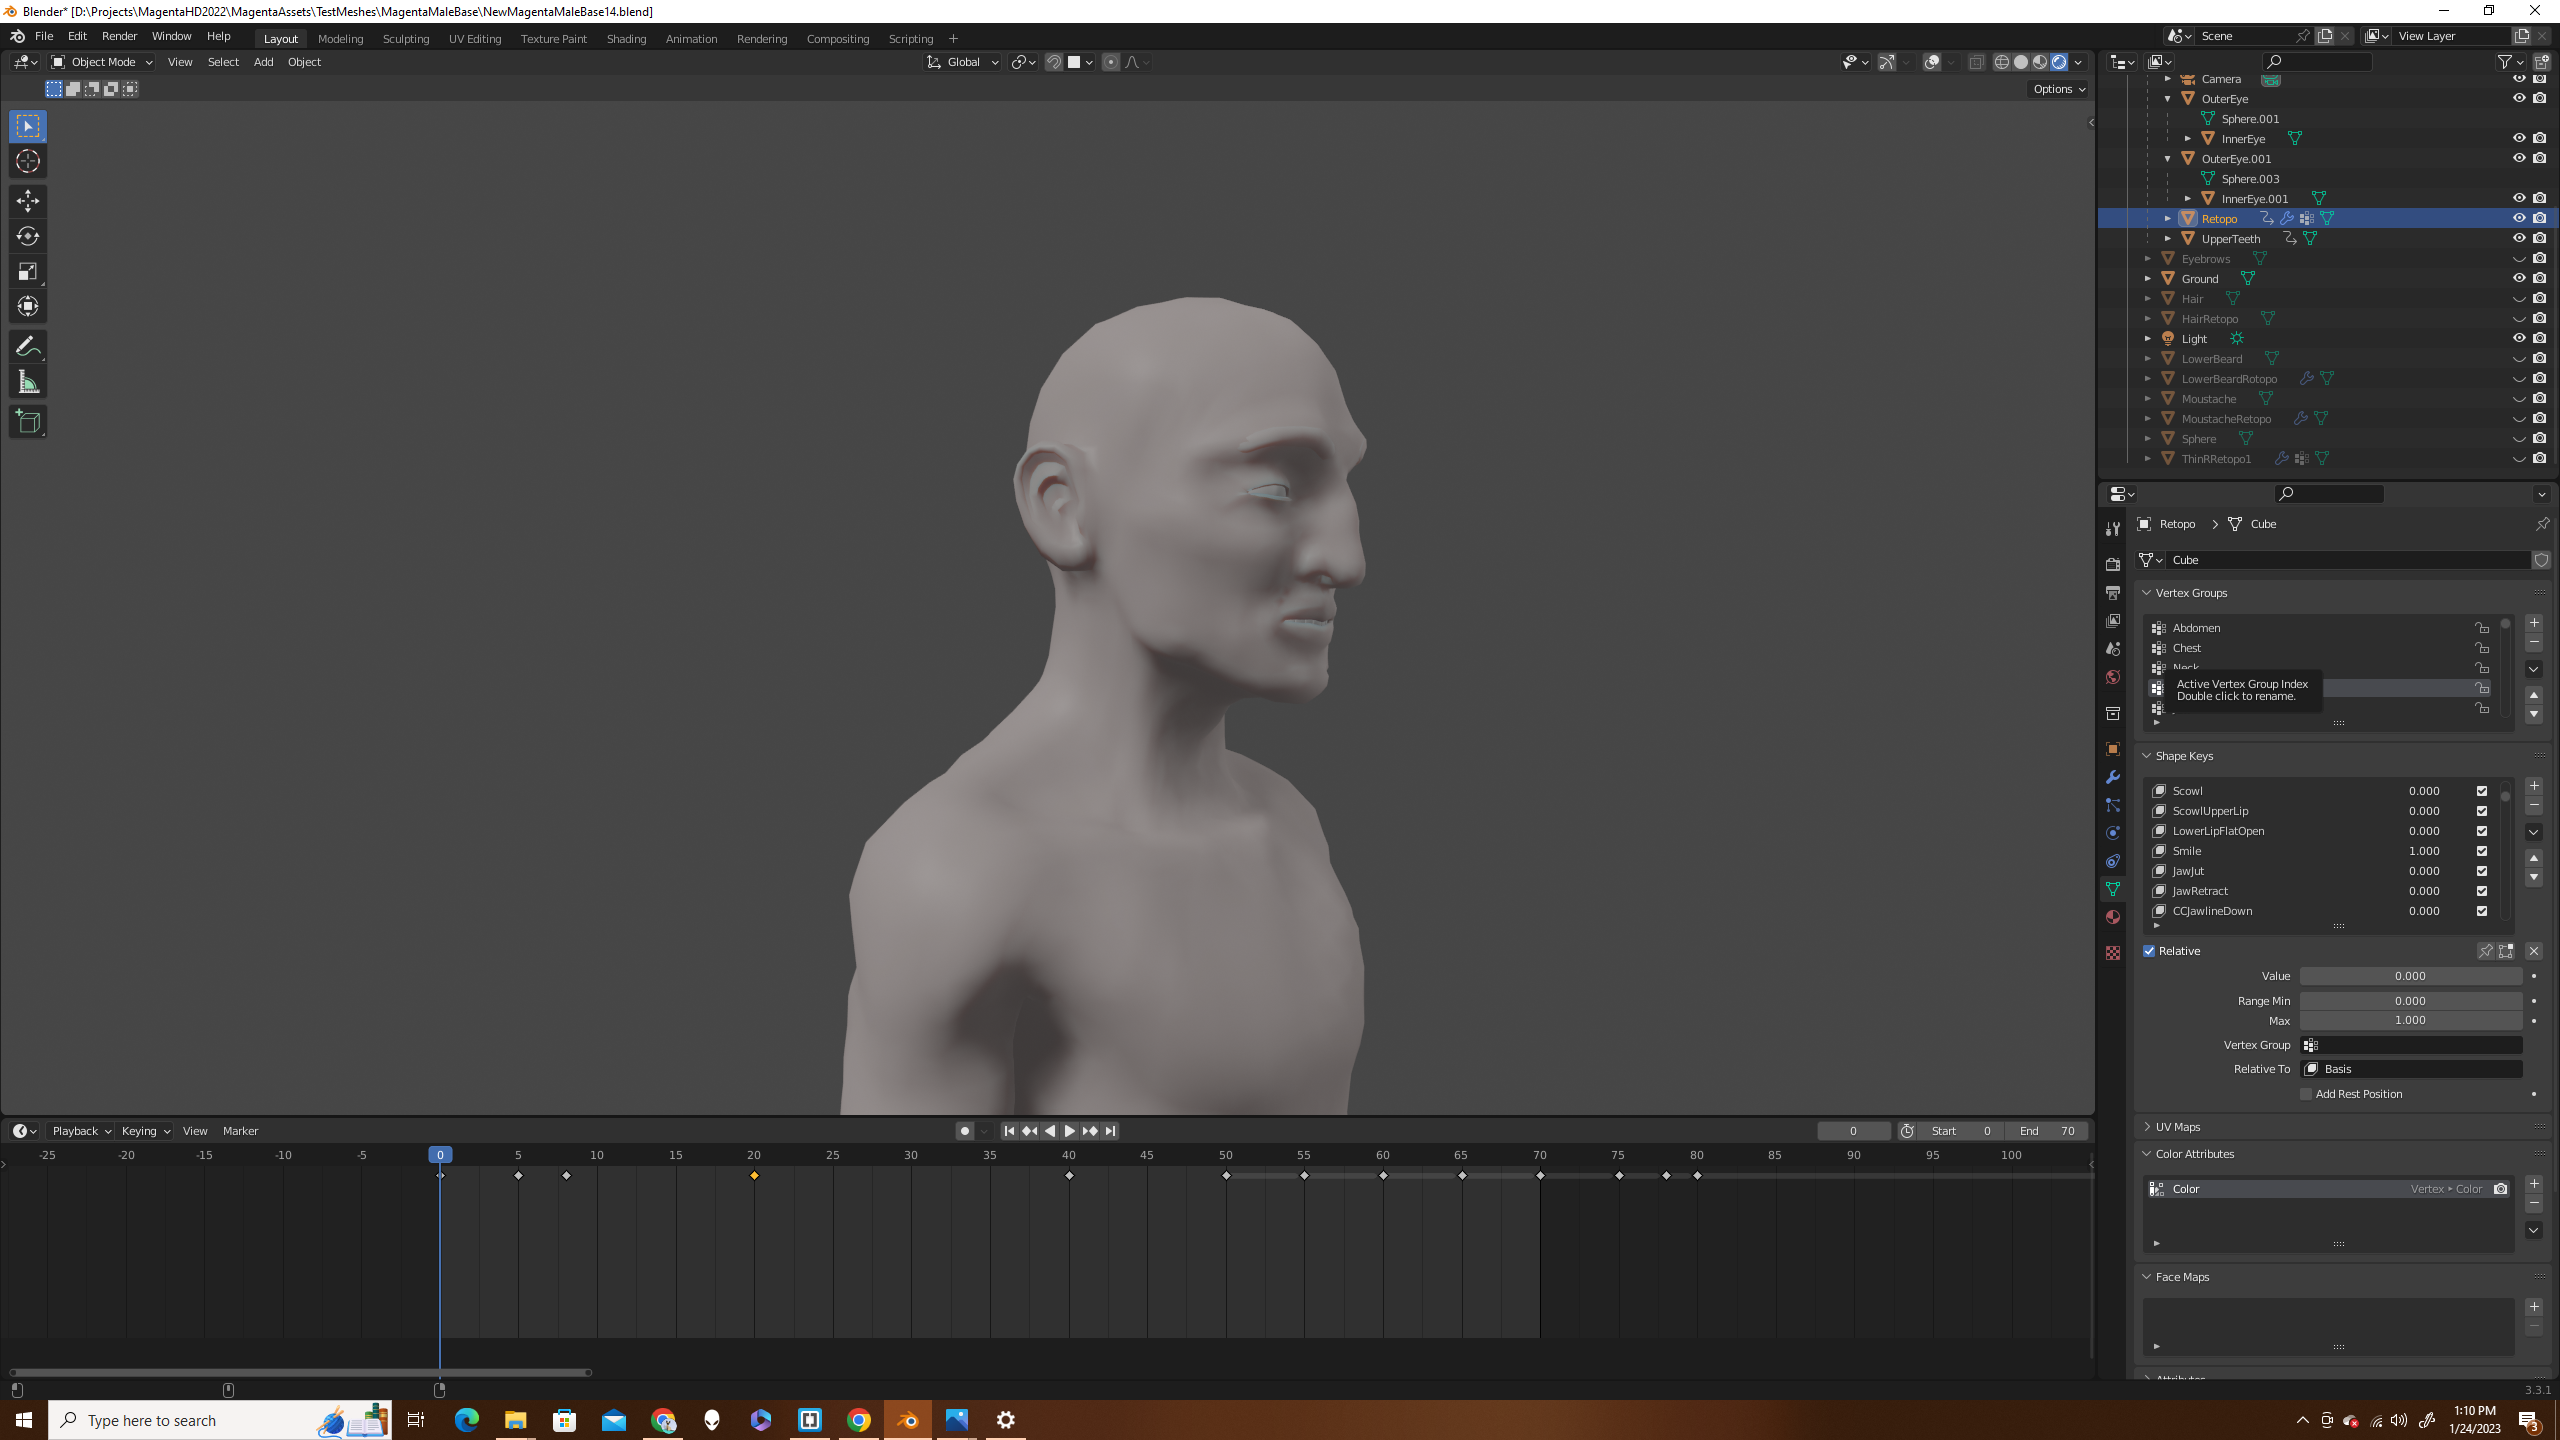 Blender* [D:\Projects\MagentaHD2022\MagentaAssets\TestMeshes\MagentaMaleBase\NewMagentaMaleBase14.blend]
File Edit Render Window Help Layout Modeling Sculpting UV Editing Texture Paint Shading Animation Rendering Compositing Scripting +
Scene
View Layer
Object Mode View Select Add Object
Global
Options
Camera
OuterEye
Sphere.001
InnerEye
OuterEye.001
Sphere.003
InnerEye.001
Retopo
UpperTeeth
Eyebrows
Ground
Hair
HairRetopo
Light
LowerBeard
LowerBeardRotopo
Moustache
MoustacheRetopo
Sphere
ThinRRetopo1
Retopo > Cube
Cube
Vertex Groups
Abdomen
Chest
Neck
Active Vertex Group Index
Double click to rename.
Shape Keys
Scowl 0.000
ScowlUpperLip 0.000
LowerLipFlatOpen 0.000
Smile 1.000
JawJut 0.000
JawRetract 0.000
CCJawlineDown 0.000
Relative
Value 0.000
Range Min 0.000
Max 1.000
Vertex Group
Relative To Basis
Add Rest Position
UV Maps
Color Attributes
Color Vertex ▸ Color
Face Maps
Attributes
Playback Keying View Marker
0 Start 0 End 70
-25 -20 -15 -10 -5 0 5 10 15 20 25 30 35 40 45 50 55 60 65 70 75 80 85 90 95 100
3.3.1
Type here to search
1:10 PM
1/24/2023
3